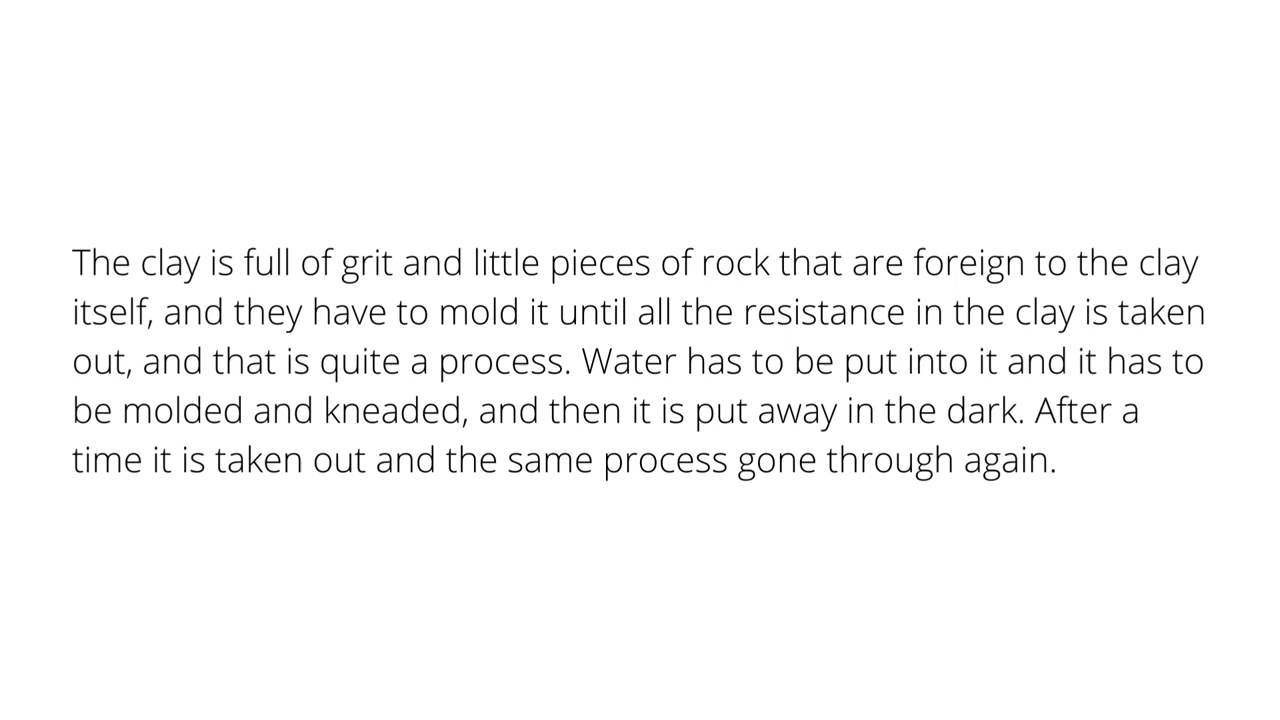 The clay is full of grit and little pieces of rock that are foreign to the clay
itself, and they have to mold it until all the resistance in the clay is taken
out, and that is quite a process. Water has to be put into it and it has to
be molded and kneaded, and then it is put away in the dark. After a
time it is taken out and the same process gone through again.